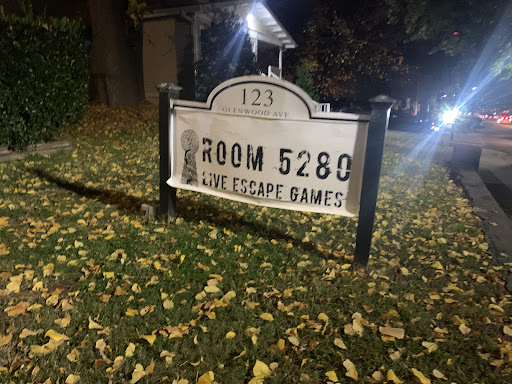 123
GLENWOOD AVE
ROOM 5280
LIVE ESCAPE GAMES